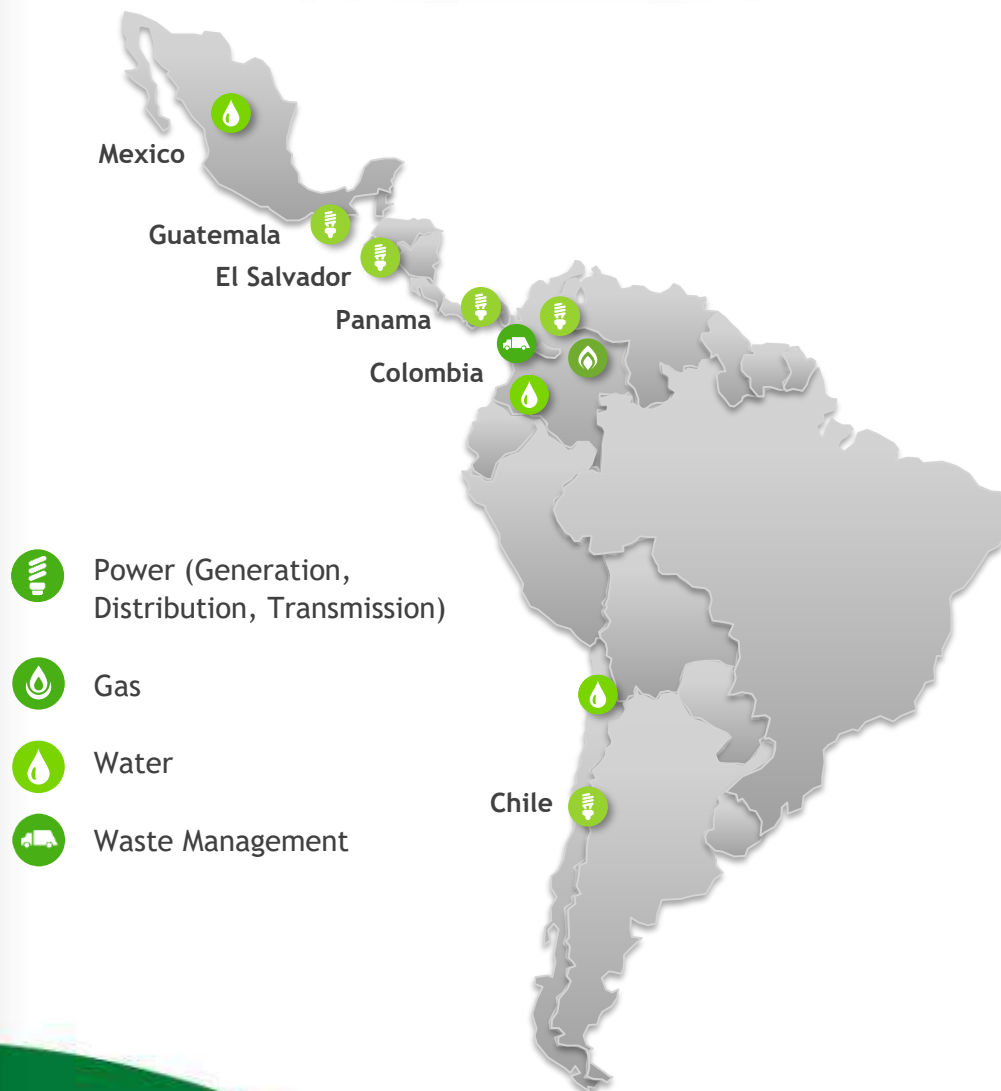 Mexico
Guatemala
El Salvador
Panama
Colombia
Power (Generation,
Distribution, Transmission)
Gas
Water
Chile
Waste Management